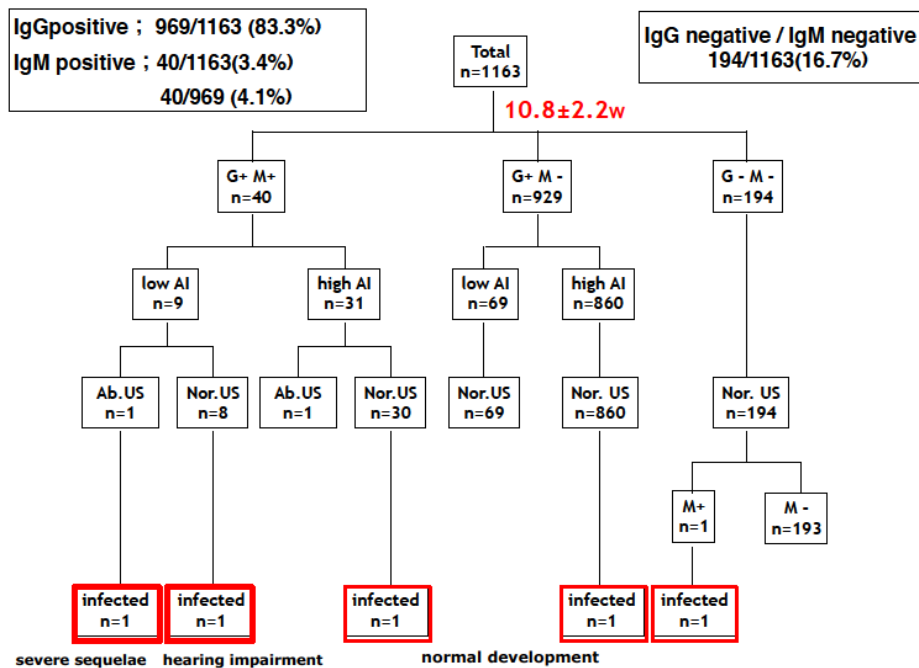 IgGpositive ; 969/1163 (83.3%)
IgM positive ; 40/1163(3.4%)
40/969 (4.1%)
Total
n=1163
IgG negative / IgM negative
194/1163(16.7%)
10.8±2.2w
G+ M+
n=40
G+ M -
n=929
G - M -
n=194
low AI
n=9
high AI
n=31
low AI
n=69
high AI
n=860
Ab.US
n=1
Nor.US
n=8
Ab.US
n=1
Nor.US
n=30
Nor.US
n=69
Nor. US
n=860
Nor. US
n=194
M+
n=1
M -
n=193
infected
n=1
infected
n=1
infected
n=1
infected
n=1
infected
n=1
severe sequelae
hearing impairment
normal development